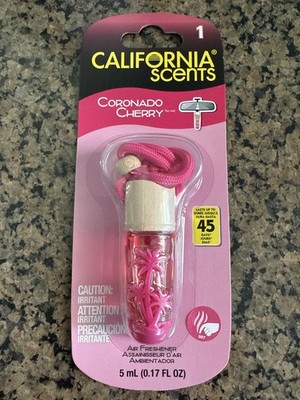 1
CALIFORNIA®
SCENTS
CORONADO
CHERRY
LASTS UP TO
45
DAYS
CAUTION:
IRRITANT
ATTENTION
IRRITANT
PRECAUCIÓN
IRRITANTE
AIR FRESHENER
ASSAINISSEUR D'AIR
AMBIENTADOR
5 mL (0.17 FL OZ)